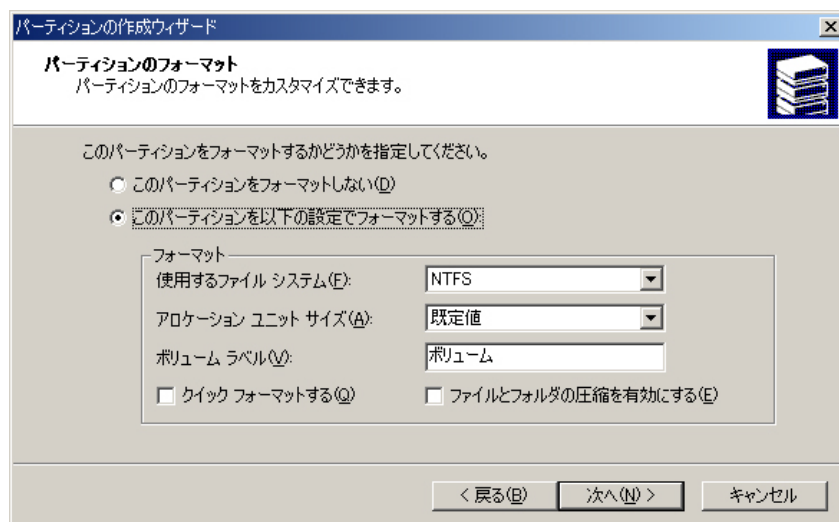 パーティションの作成ウィザード
パーティションのフォーマット
パーティションのフォーマットをカスタマイズできます。
このパーティションをフォーマットするかどうかを指定してください。
このパーティションをフォーマットしない(D)
このパーティションを以下の設定でフォーマットする(O):
フォーマット
使用するファイル システム(F): NTFS
アロケーション ユニット サイズ(A): 既定値
ボリューム ラベル(V): ボリューム
クイック フォーマットする(Q) ファイルとフォルダの圧縮を有効にする(E)
< 戻る(B) 次へ(N) > キャンセル